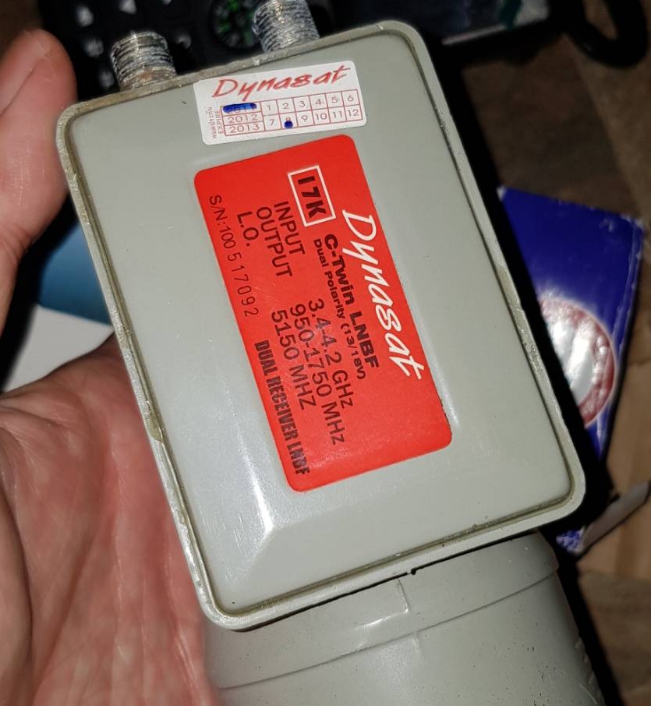 Dynasat
1 2 3 4 5 6
2012 7 8 9 10 11 12
2013
EXPIRE
Dynasat
17K
C-Twin LNBF
Dual Polarity (13/18V)
INPUT 3.4-4.2 GHz
OUTPUT 950-1750 MHz
L.O. 5150 MHZ
S/N:100517092
DUAL RECEIVER LNBF